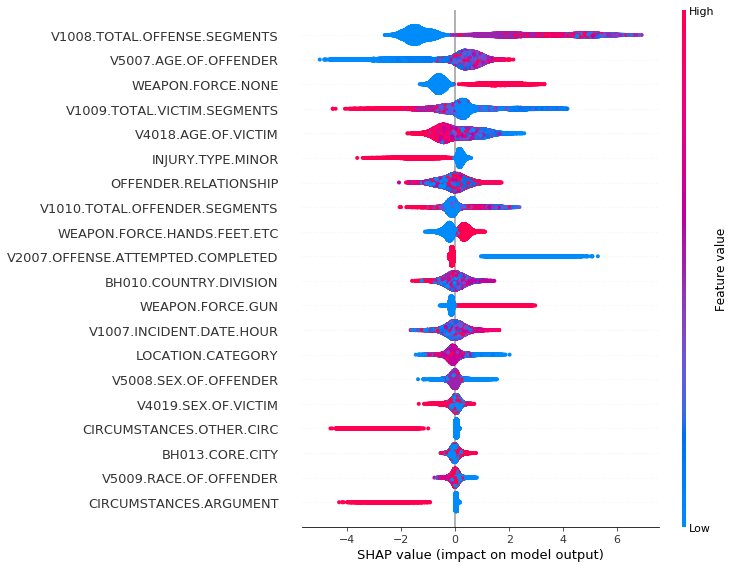 High
V1008.TOTAL.OFFENSE.SEGMENTS
V5007.AGE.OF.OFFENDER
WEAPON.FORCE.NONE
V1009.TOTAL.VICTIM.SEGMENTS
V4018.AGE.OF.VICTIM
INJURY.TYPE.MINOR
OFFENDER.RELATIONSHIP
V1010.TOTAL.OFFENDER.SEGMENTS
WEAPON.FORCE.HANDS.FEET.ETC
V2007.OFFENSE.ATTEMPTED.COMPLETED
BH010.COUNTRY.DIVISION
WEAPON.FORCE.GUN
V1007.INCIDENT.DATE.HOUR
LOCATION.CATEGORY
V5008.SEX.OF.OFFENDER
V4019.SEX.OF.VICTIM
CIRCUMSTANCES.OTHER.CIRC
BH013.CORE.CITY
V5009.RACE.OF.OFFENDER
CIRCUMSTANCES.ARGUMENT
Feature value
Low
−4 −2 0 2 4 6
SHAP value (impact on model output)